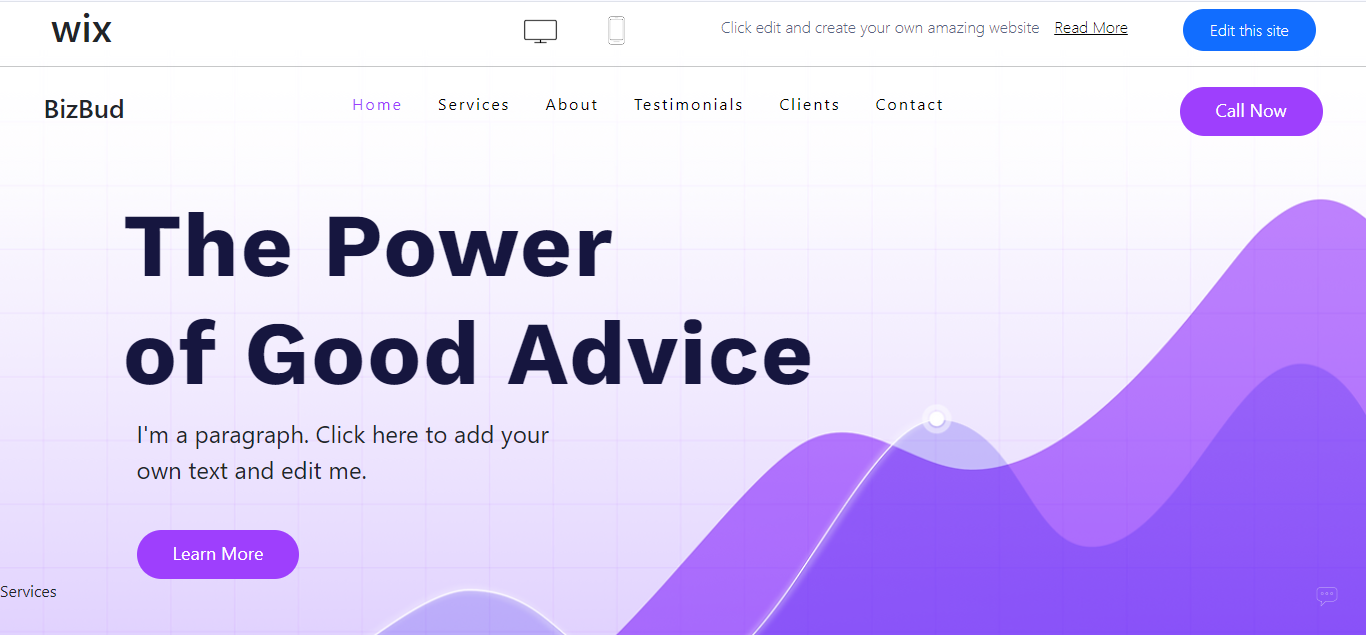 WIX
Click edit and create your own amazing website Read More
Edit this site
BizBud
Home Services About Testimonials Clients Contact
Call Now
The Power
of Good Advice
I'm a paragraph. Click here to add your
own text and edit me.
Learn More
Services